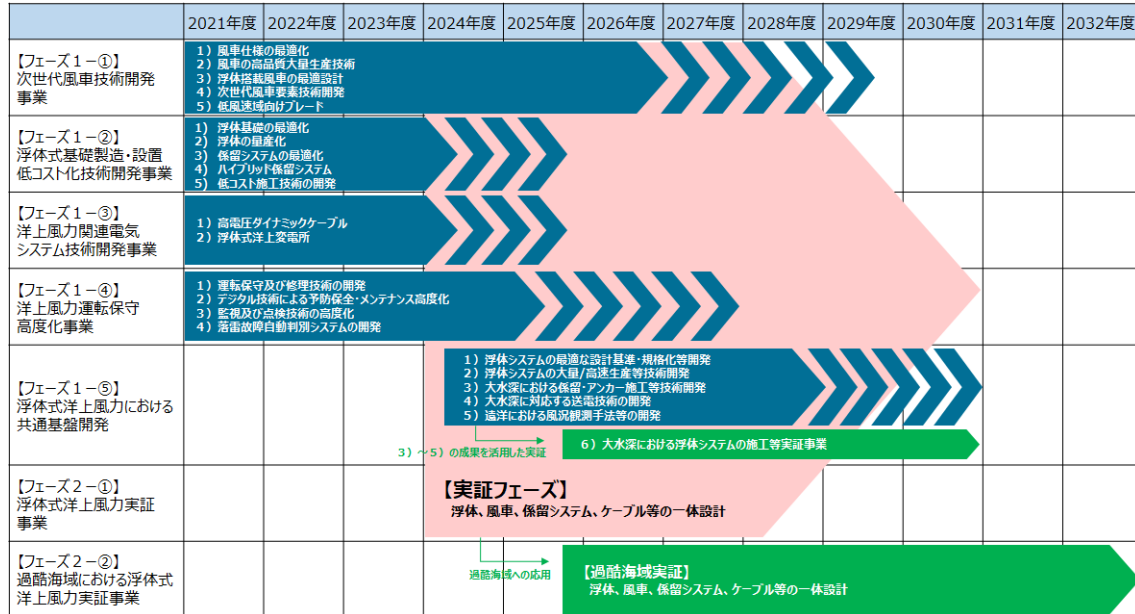 2021年度 2022年度 2023年度 2024年度 2025年度 2026年度 2027年度 2028年度 2029年度 2030年度 2031年度 2032年度
【フェーズ1－①】
次世代風車技術開発
事業
1）風車仕様の最適化
2）風車の高品質大量生産技術
3）浮体搭載風車の最適設計
4）次世代風車要素技術開発
5）低風速域向けブレード
【フェーズ1－②】
浮体式基礎製造・設置
低コスト化技術開発事業
1) 浮体基礎の最適化
2) 浮体の量産化
3) 係留システムの最適化
4) ハイブリッド係留システム
5) 低コスト施工技術の開発
【フェーズ1－③】
洋上風力関連電気
システム技術開発事業
1）高電圧ダイナミックケーブル
2）浮体式洋上変電所
【フェーズ1－④】
洋上風力運転保守
高度化事業
1）運転保守及び修理技術の開発
2）デジタル技術による予防保全・メンテナンス高度化
3）監視及び点検技術の高度化
4）落雷故障自動判別システムの開発
【フェーズ1－⑤】
浮体式洋上風力における
共通基盤開発
1）浮体システムの最適な設計基準・規格化等開発
2）浮体システムの大量/高速生産等技術開発
3）大水深における係留・アンカー施工等技術開発
4）大水深に対応する送電技術の開発
5）遠洋における風況観測手法等の開発
3）～5）の成果を活用した実証
6）大水深における浮体システムの施工等実証事業
【フェーズ2－①】
浮体式洋上風力実証
事業
【実証フェーズ】
浮体、風車、係留システム、ケーブル等の一体設計
【フェーズ2－②】
過酷海域における浮体式
洋上風力実証事業
過酷海域への応用
【過酷海域実証】
浮体、風車、係留システム、ケーブル等の一体設計